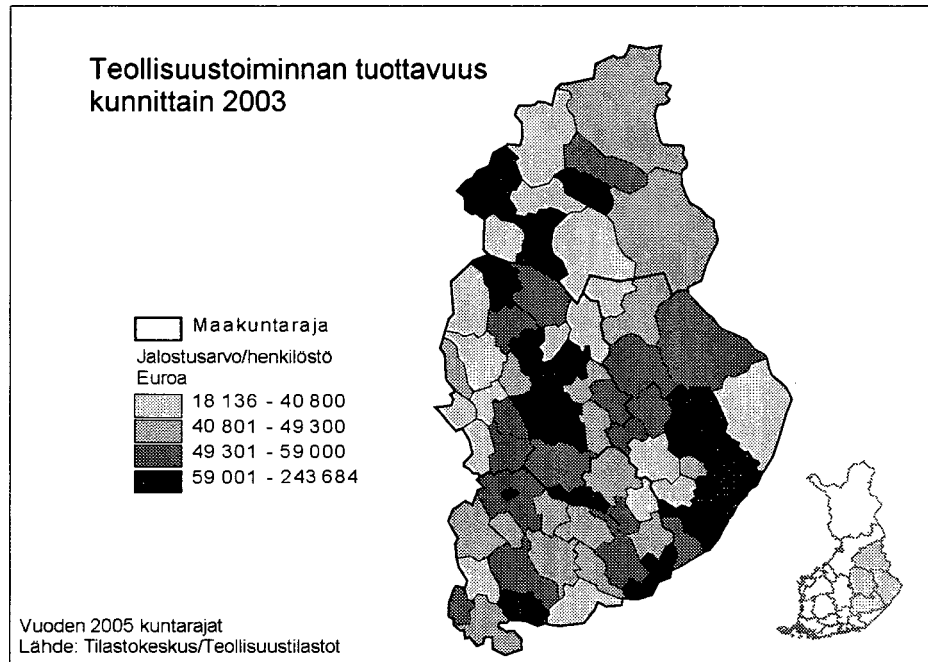 Teollisuustoiminnan tuottavuus
kunnittain 2003
Maakuntaraja
Jalostusarvo/henkilöstö
Euroa
18 136 - 40 800
40 801 - 49 300
49 301 - 59 000
59 001 - 243 684
Vuoden 2005 kuntarajat
Lähde: Tilastokeskus/Teollisuustilastot